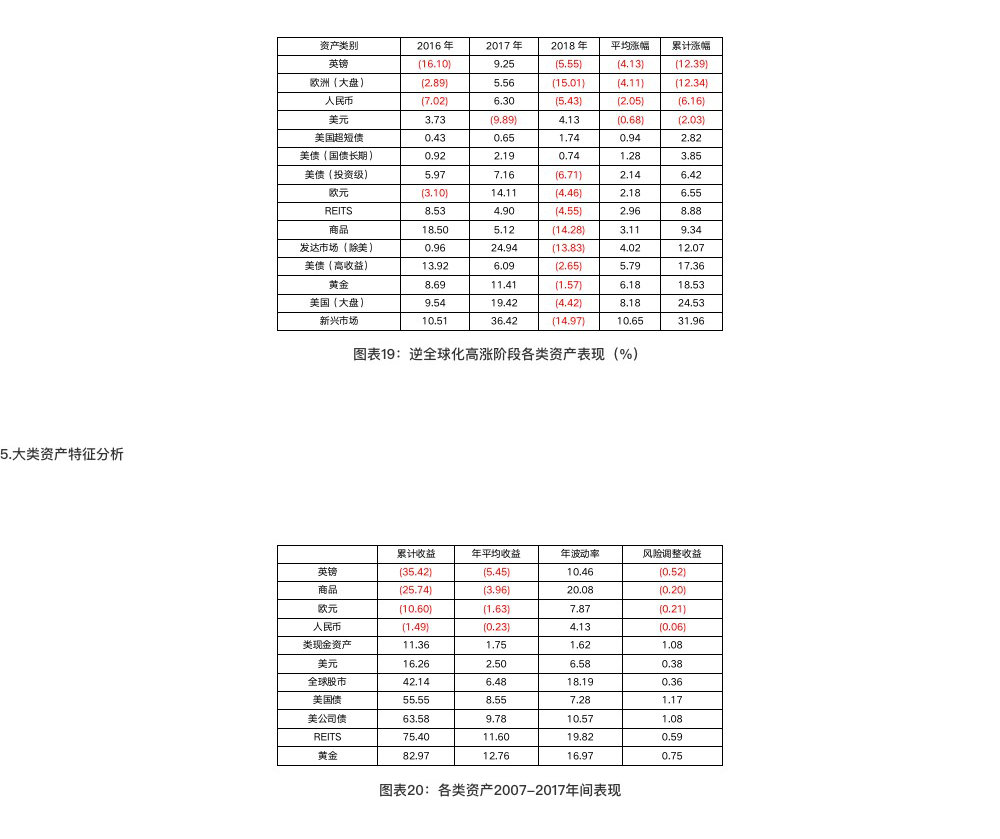 资产类别 2016 年 2017 年 2018 年 平均涨幅 累计涨幅
英镑 (16.10) 9.25 (5.55) (4.13) (12.39)
欧洲（大盘） (2.89) 5.56 (15.01) (4.11) (12.34)
人民币 (7.02) 6.30 (5.43) (2.05) (6.16)
美元 3.73 (9.89) 4.13 (0.68) (2.03)
美国超短债 0.43 0.65 1.74 0.94 2.82
美债（国债长期） 0.92 2.19 0.74 1.28 3.85
美债（投资级） 5.97 7.16 (6.71) 2.14 6.42
欧元 (3.10) 14.11 (4.46) 2.18 6.55
REITS 8.53 4.90 (4.55) 2.96 8.88
商品 18.50 5.12 (14.28) 3.11 9.34
发达市场（除美） 0.96 24.94 (13.83) 4.02 12.07
美债（高收益） 13.92 6.09 (2.65) 5.79 17.36
黄金 8.69 11.41 (1.57) 6.18 18.53
美国（大盘） 9.54 19.42 (4.42) 8.18 24.53
新兴市场 10.51 36.42 (14.97) 10.65 31.96
图表19：逆全球化高涨阶段各类资产表现（%）
5.大类资产特征分析
累计收益 年平均收益 年波动率 风险调整收益
英镑 (35.42) (5.45) 10.46 (0.52)
商品 (25.74) (3.96) 20.08 (0.20)
欧元 (10.60) (1.63) 7.87 (0.21)
人民币 (1.49) (0.23) 4.13 (0.06)
类现金资产 11.36 1.75 1.62 1.08
美元 16.26 2.50 6.58 0.38
全球股市 42.14 6.48 18.19 0.36
美国债 55.55 8.55 7.28 1.17
美公司债 63.58 9.78 10.57 1.08
REITS 75.40 11.60 19.82 0.59
黄金 82.97 12.76 16.97 0.75
图表20：各类资产2007-2017年间表现